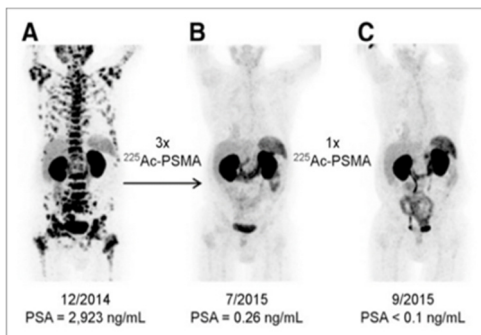 A
B
C
3x
²²⁵Ac-PSMA
1x
²²⁵Ac-PSMA
12/2014
PSA = 2,923 ng/mL
7/2015
PSA = 0.26 ng/mL
9/2015
PSA < 0.1 ng/mL